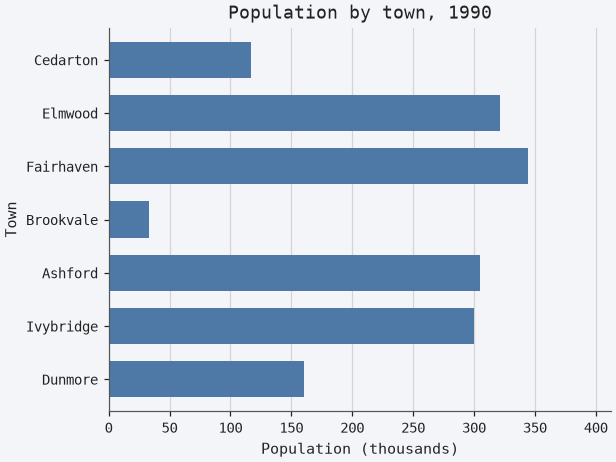 Population by town, 1990
Town
Cedarton
Elmwood
Fairhaven
Brookvale
Ashford
Ivybridge
Dunmore
0 50 100 150 200 250 300 350 400
Population (thousands)